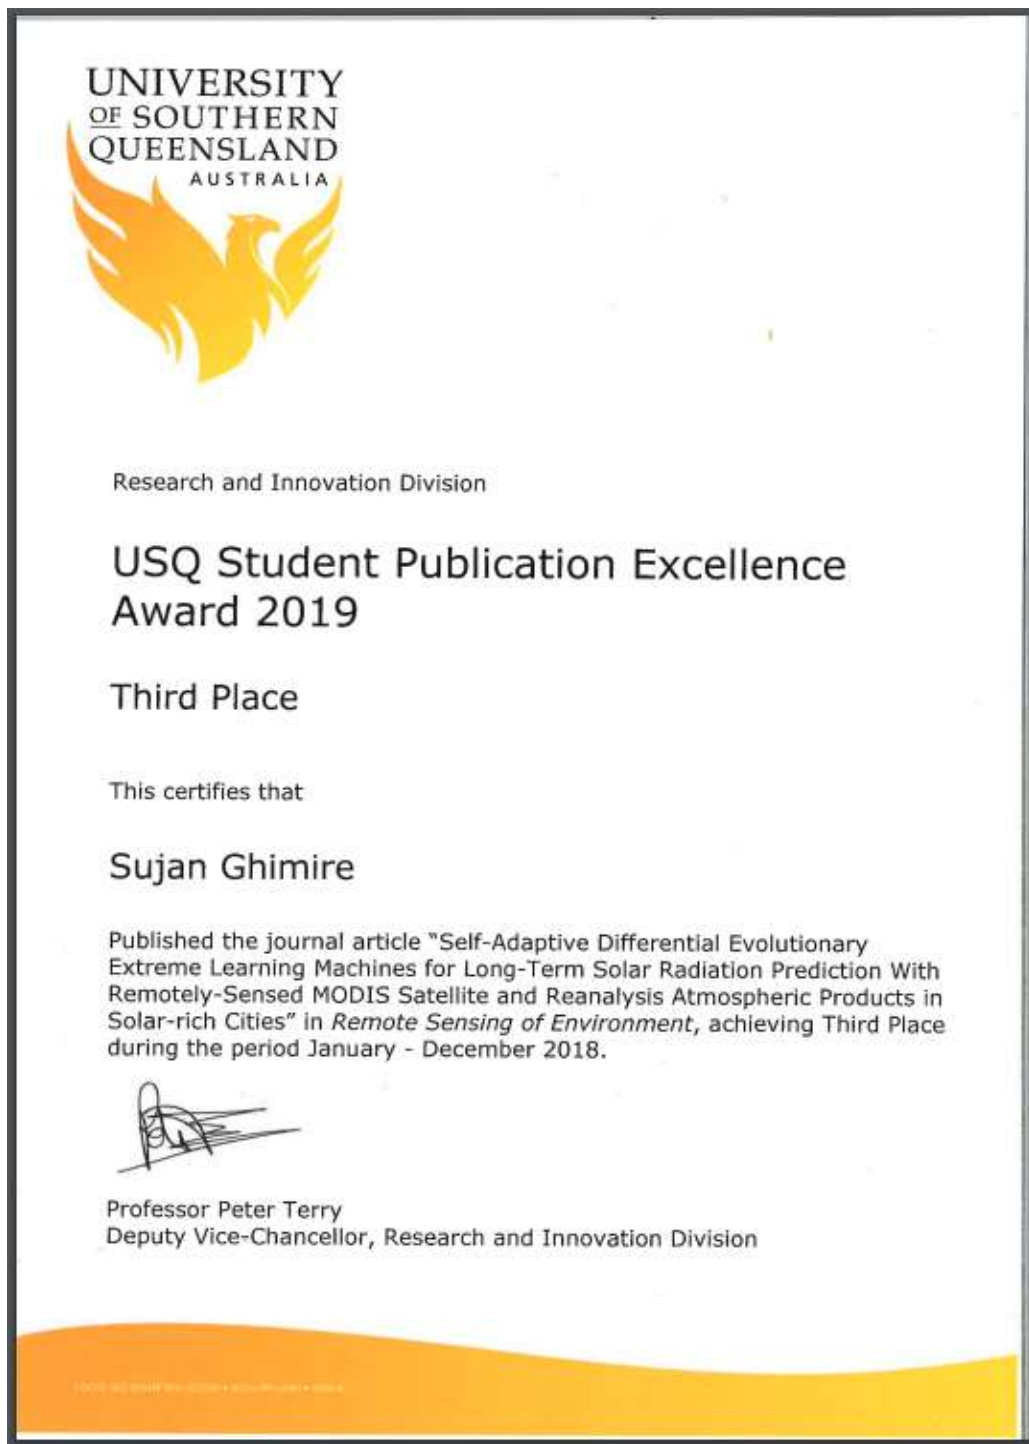 UNIVERSITY
OF SOUTHERN
QUEENSLAND
AUSTRALIA
Research and Innovation Division
USQ Student Publication Excellence
Award 2019
Third Place
This certifies that
Sujan Ghimire
Published the journal article “Self-Adaptive Differential Evolutionary
Extreme Learning Machines for Long-Term Solar Radiation Prediction With
Remotely-Sensed MODIS Satellite and Reanalysis Atmospheric Products in
Solar-rich Cities” in Remote Sensing of Environment, achieving Third Place
during the period January - December 2018.
Professor Peter Terry
Deputy Vice-Chancellor, Research and Innovation Division